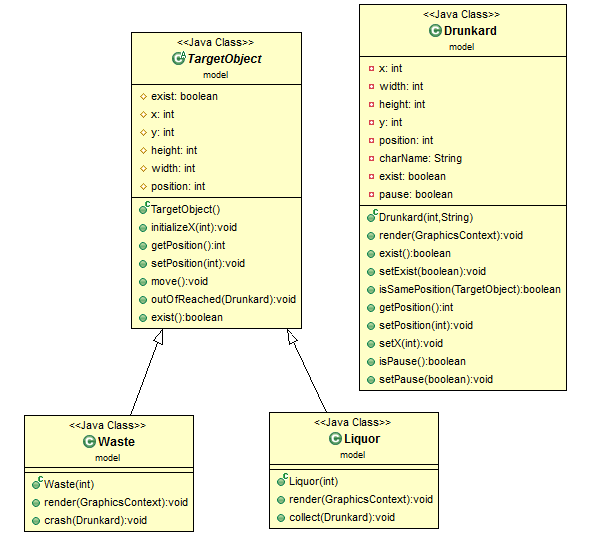 <<Java Class>>
TargetObject
model
exist: boolean
x: int
y: int
height: int
width: int
position: int
TargetObject()
initializeX(int):void
getPosition():int
setPosition(int):void
move():void
outOfReached(Drunkard):void
exist():boolean
<<Java Class>>
Drunkard
model
x: int
width: int
height: int
y: int
position: int
charName: String
exist: boolean
pause: boolean
Drunkard(int,String)
render(GraphicsContext):void
exist():boolean
setExist(boolean):void
isSamePosition(TargetObject):boolean
getPosition():int
setPosition(int):void
setX(int):void
isPause():boolean
setPause(boolean):void
<<Java Class>>
Waste
model
Waste(int)
render(GraphicsContext):void
crash(Drunkard):void
<<Java Class>>
Liquor
model
Liquor(int)
render(GraphicsContext):void
collect(Drunkard):void